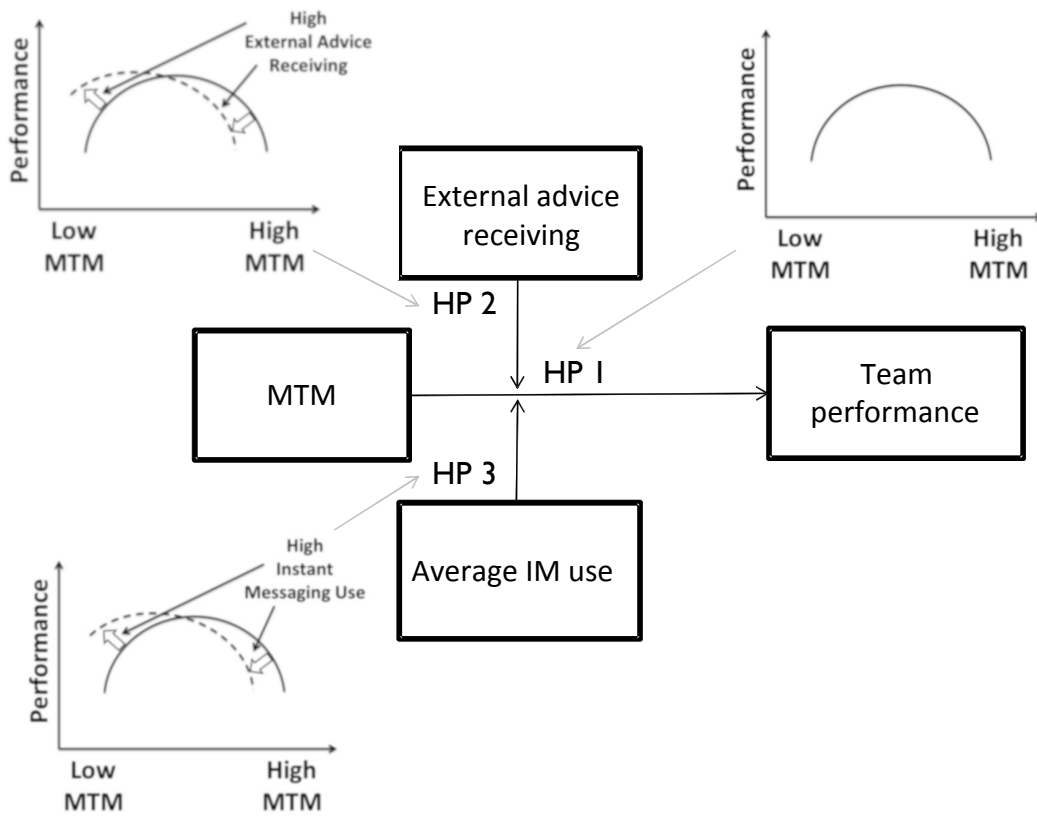 High
External Advice
Receiving
Performance
Low
MTM
High
MTM
Performance
Low
MTM
High
MTM
External advice
receiving
HP 2
HP 1
MTM
Team
performance
HP 3
Average IM use
High
Instant
Messaging Use
Performance
Low
MTM
High
MTM